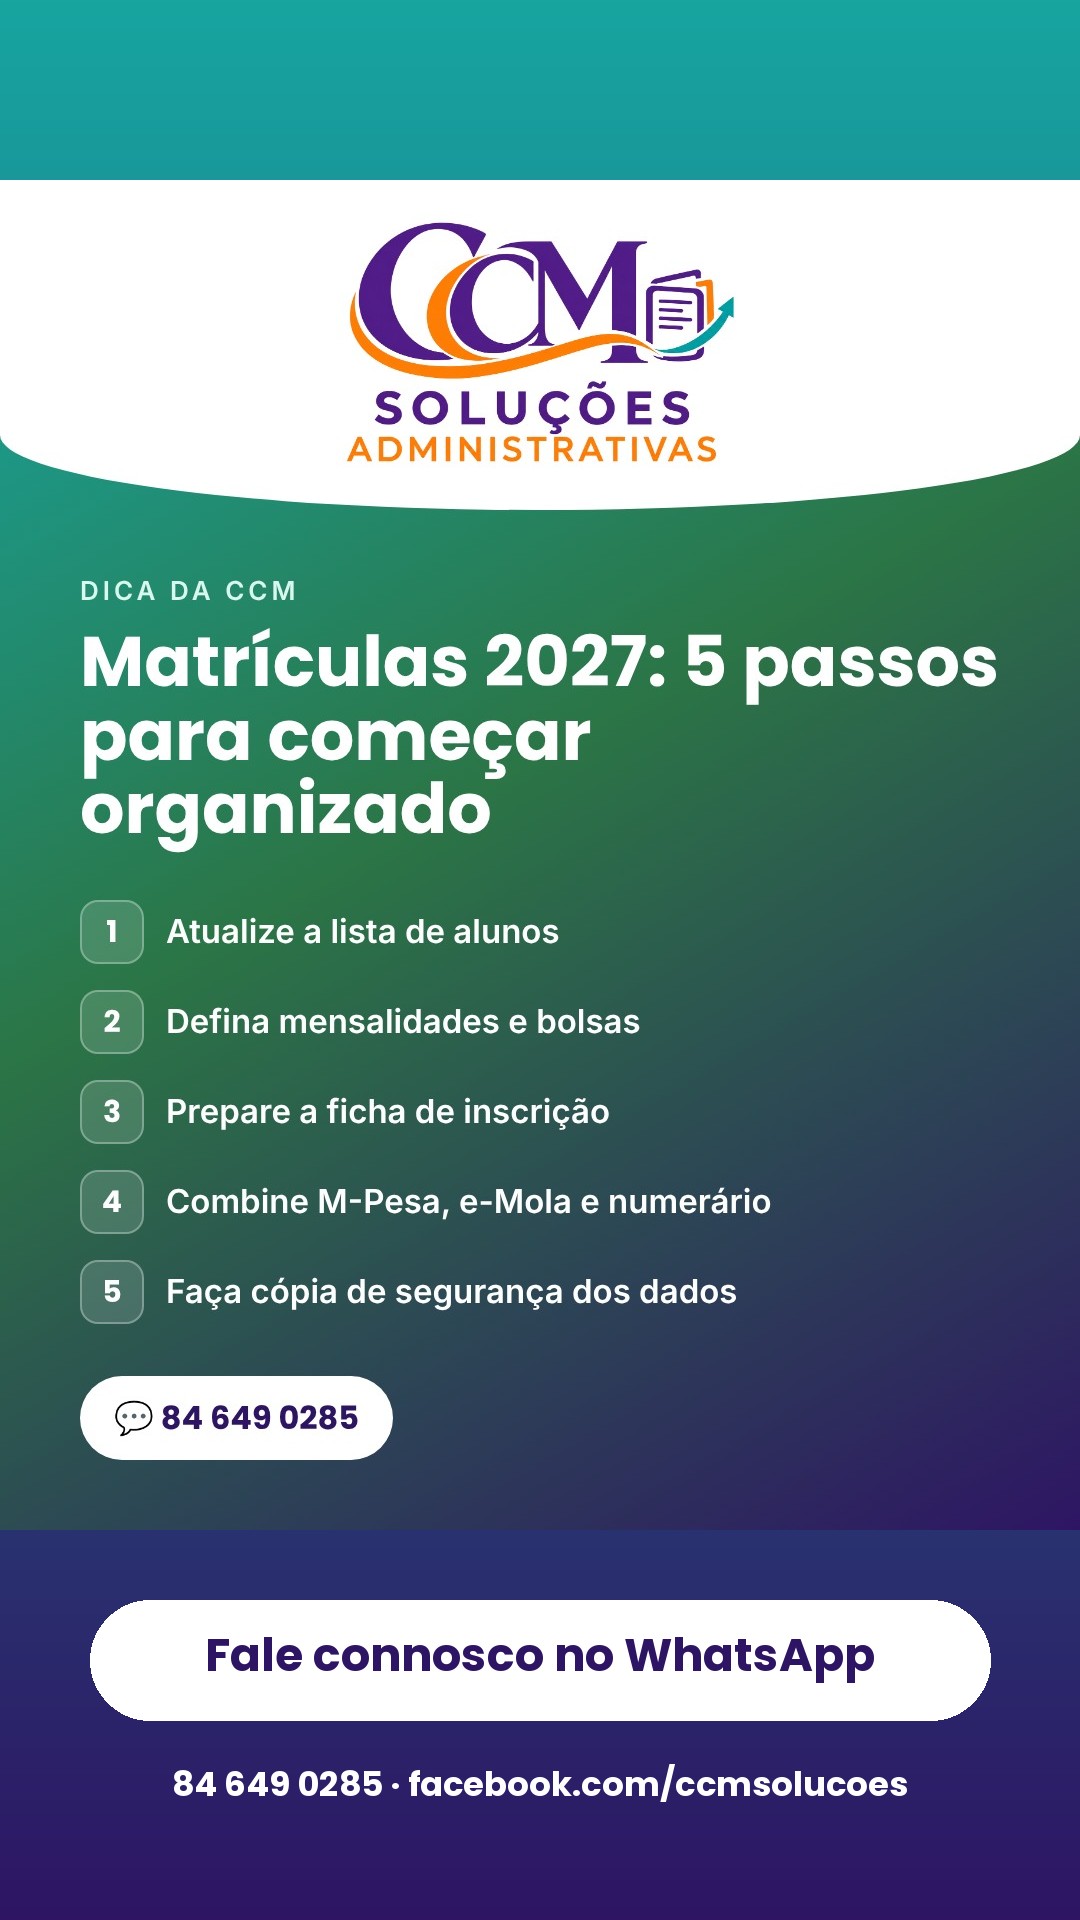 CCM
SOLUÇÕES
ADMINISTRATIVAS
DICA DA CCM
Matrículas 2027: 5 passos
para começar
organizado
1 Atualize a lista de alunos
2 Defina mensalidades e bolsas
3 Prepare a ficha de inscrição
4 Combine M-Pesa, e-Mola e numerário
5 Faça cópia de segurança dos dados
💬 84 649 0285
Fale connosco no WhatsApp
84 649 0285 · facebook.com/ccmsolucoes